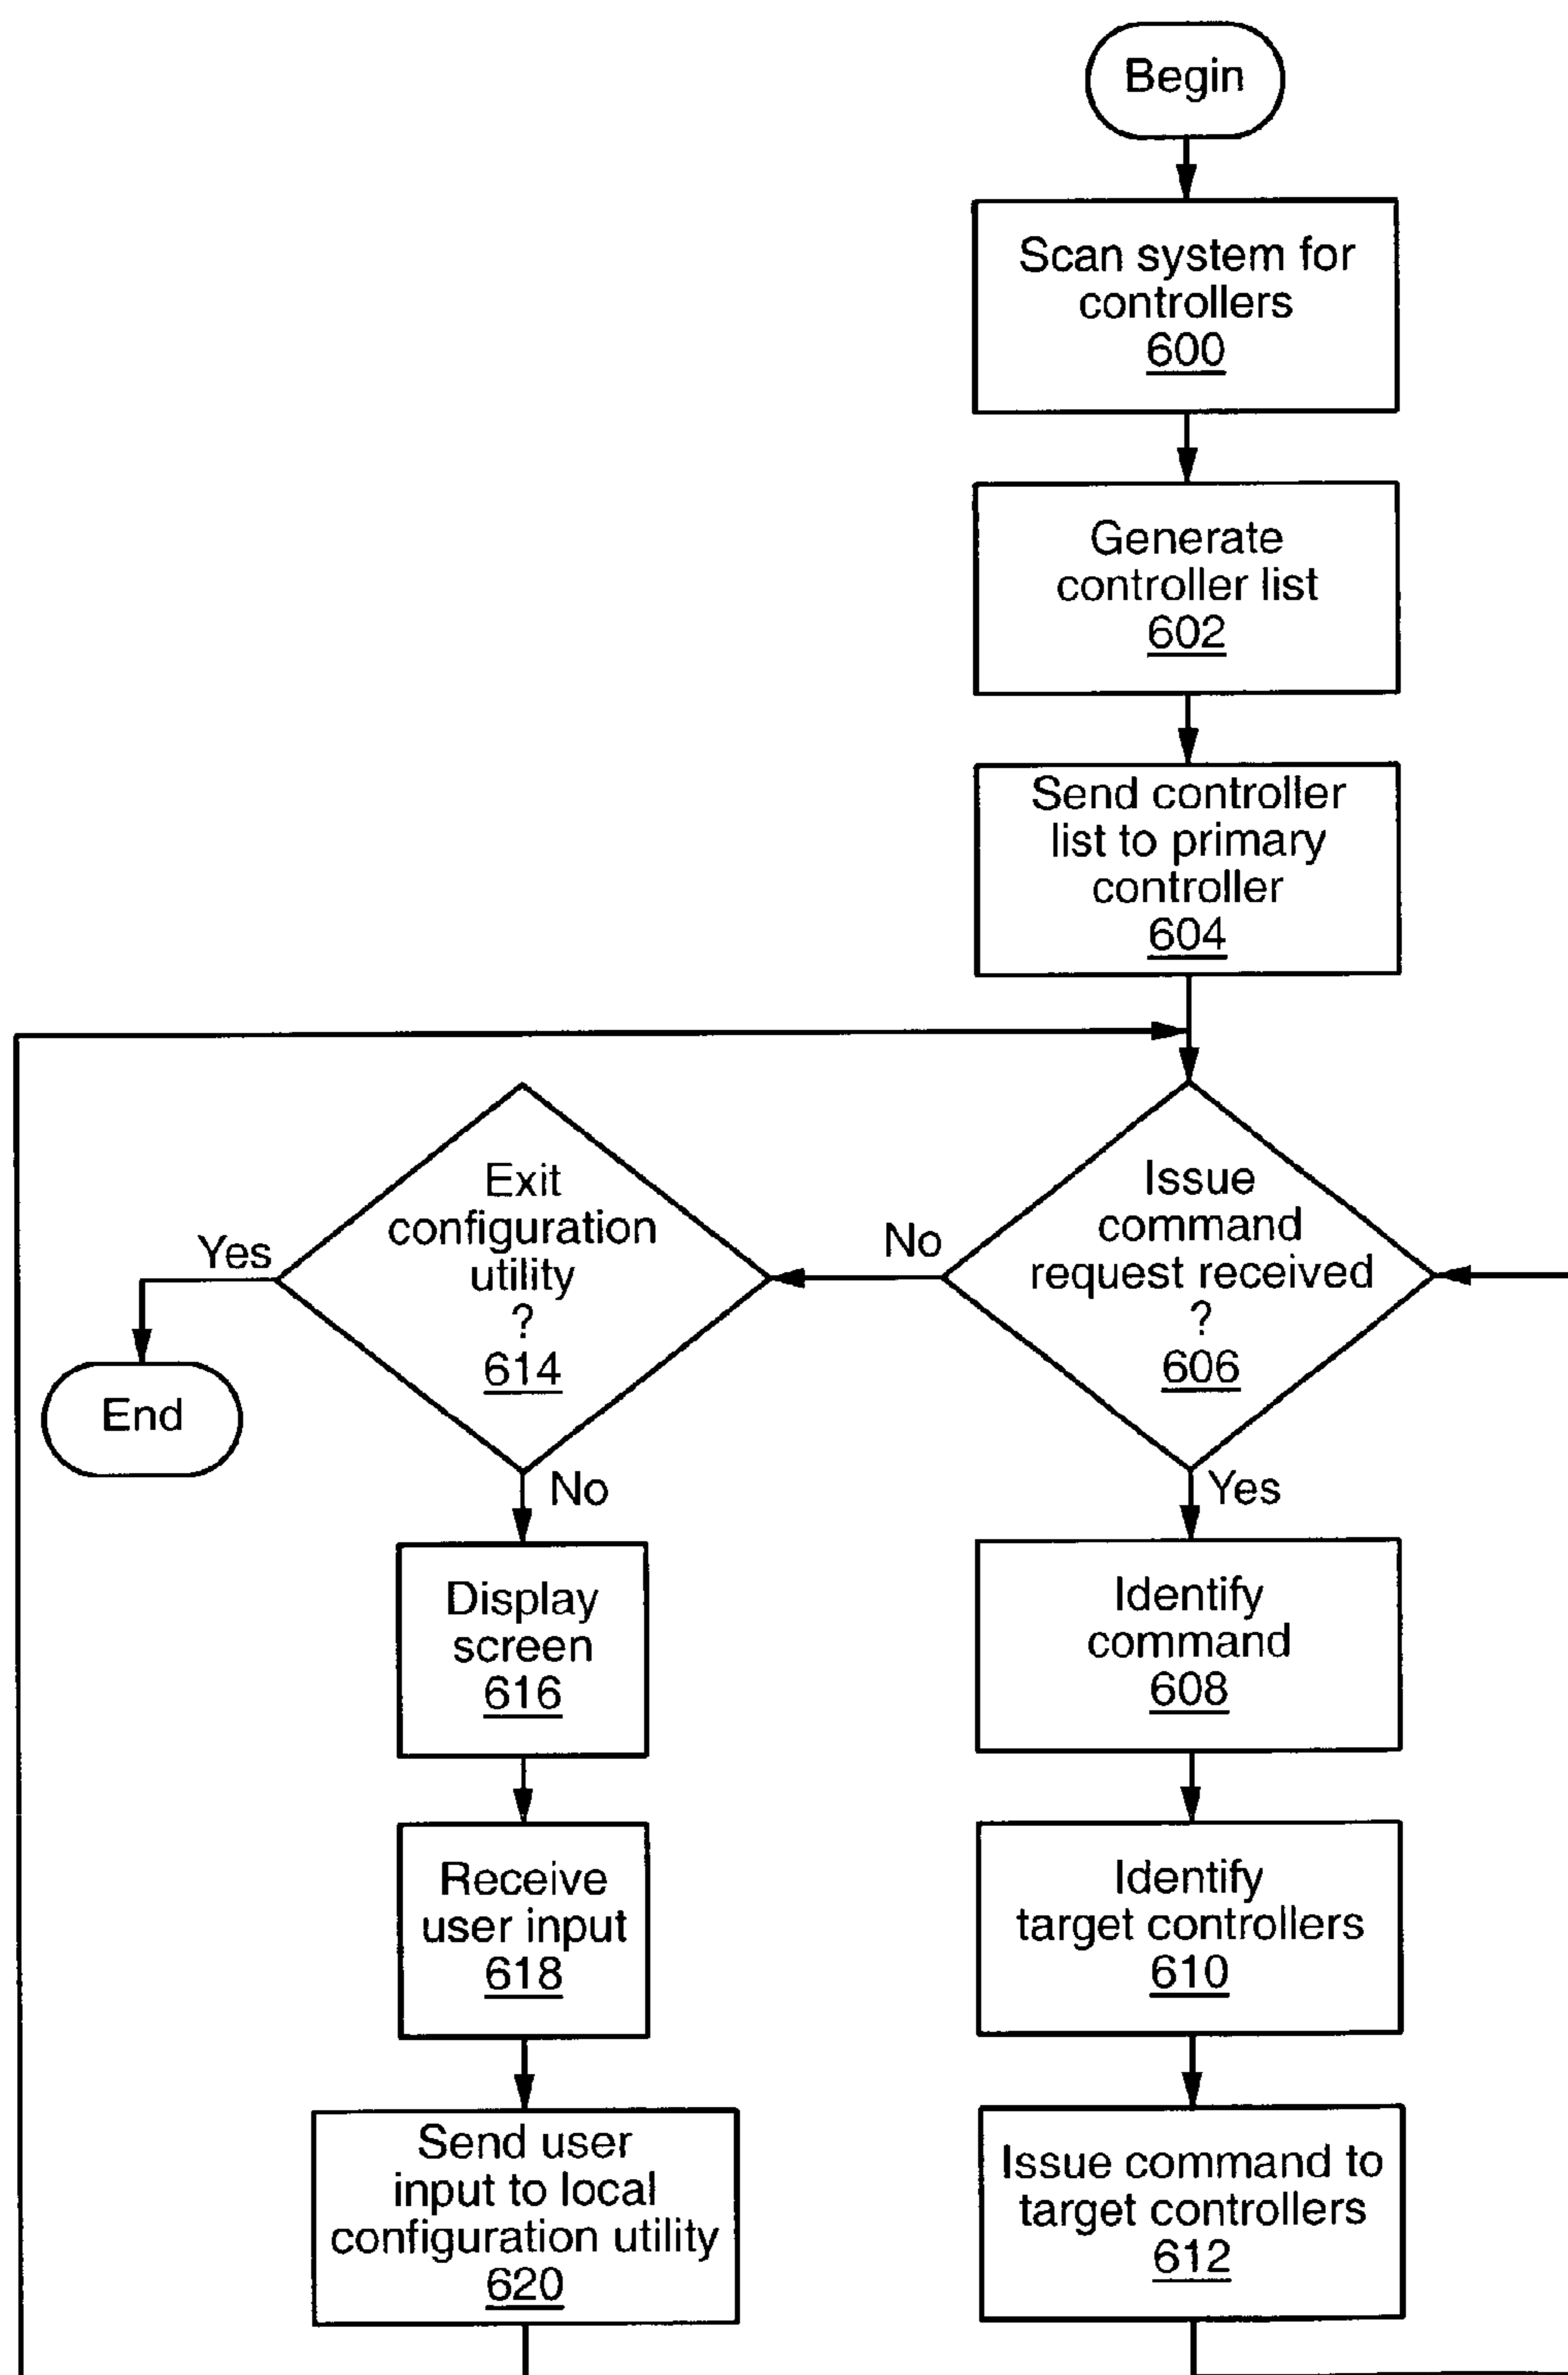 Begin
Scan system for
controllers
600
Generate
controller list
602
Send controller
list to primary
controller
604
Issue
command
request received
?
606
No
Yes
Exit
configuration
utility
?
614
Yes
No
End
Identify
command
608
Identify
target controllers
610
Issue command to
target controllers
612
Display
screen
616
Receive
user input
618
Send user
input to local
configuration utility
620